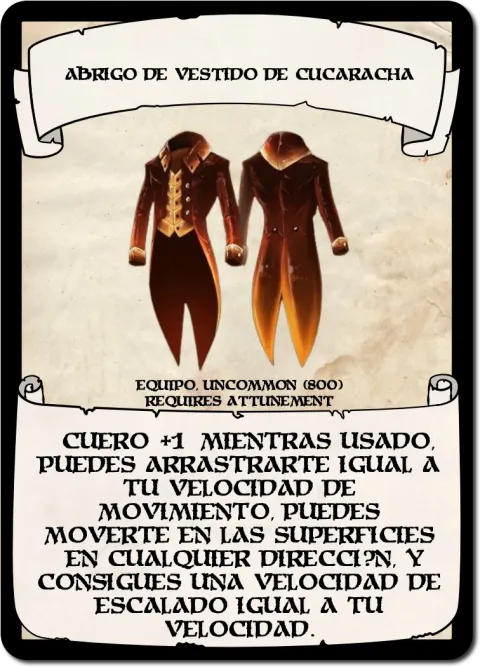 ABRIGO DE VESTIDO DE CUCARACHA
EQUIPO, UNCOMMON (800)
REQUIRES ATTUNEMENT
CUERO +1 MIENTRAS USADO,
PUEDES ARRASTRARTE IGUAL A
TU VELOCIDAD DE
MOVIMIENTO, PUEDES
MOVERTE EN LAS SUPERFICIES
EN CUALQUIER DIRECCI?N, Y
CONSIGUES UNA VELOCIDAD DE
ESCALADO IGUAL A TU
VELOCIDAD.